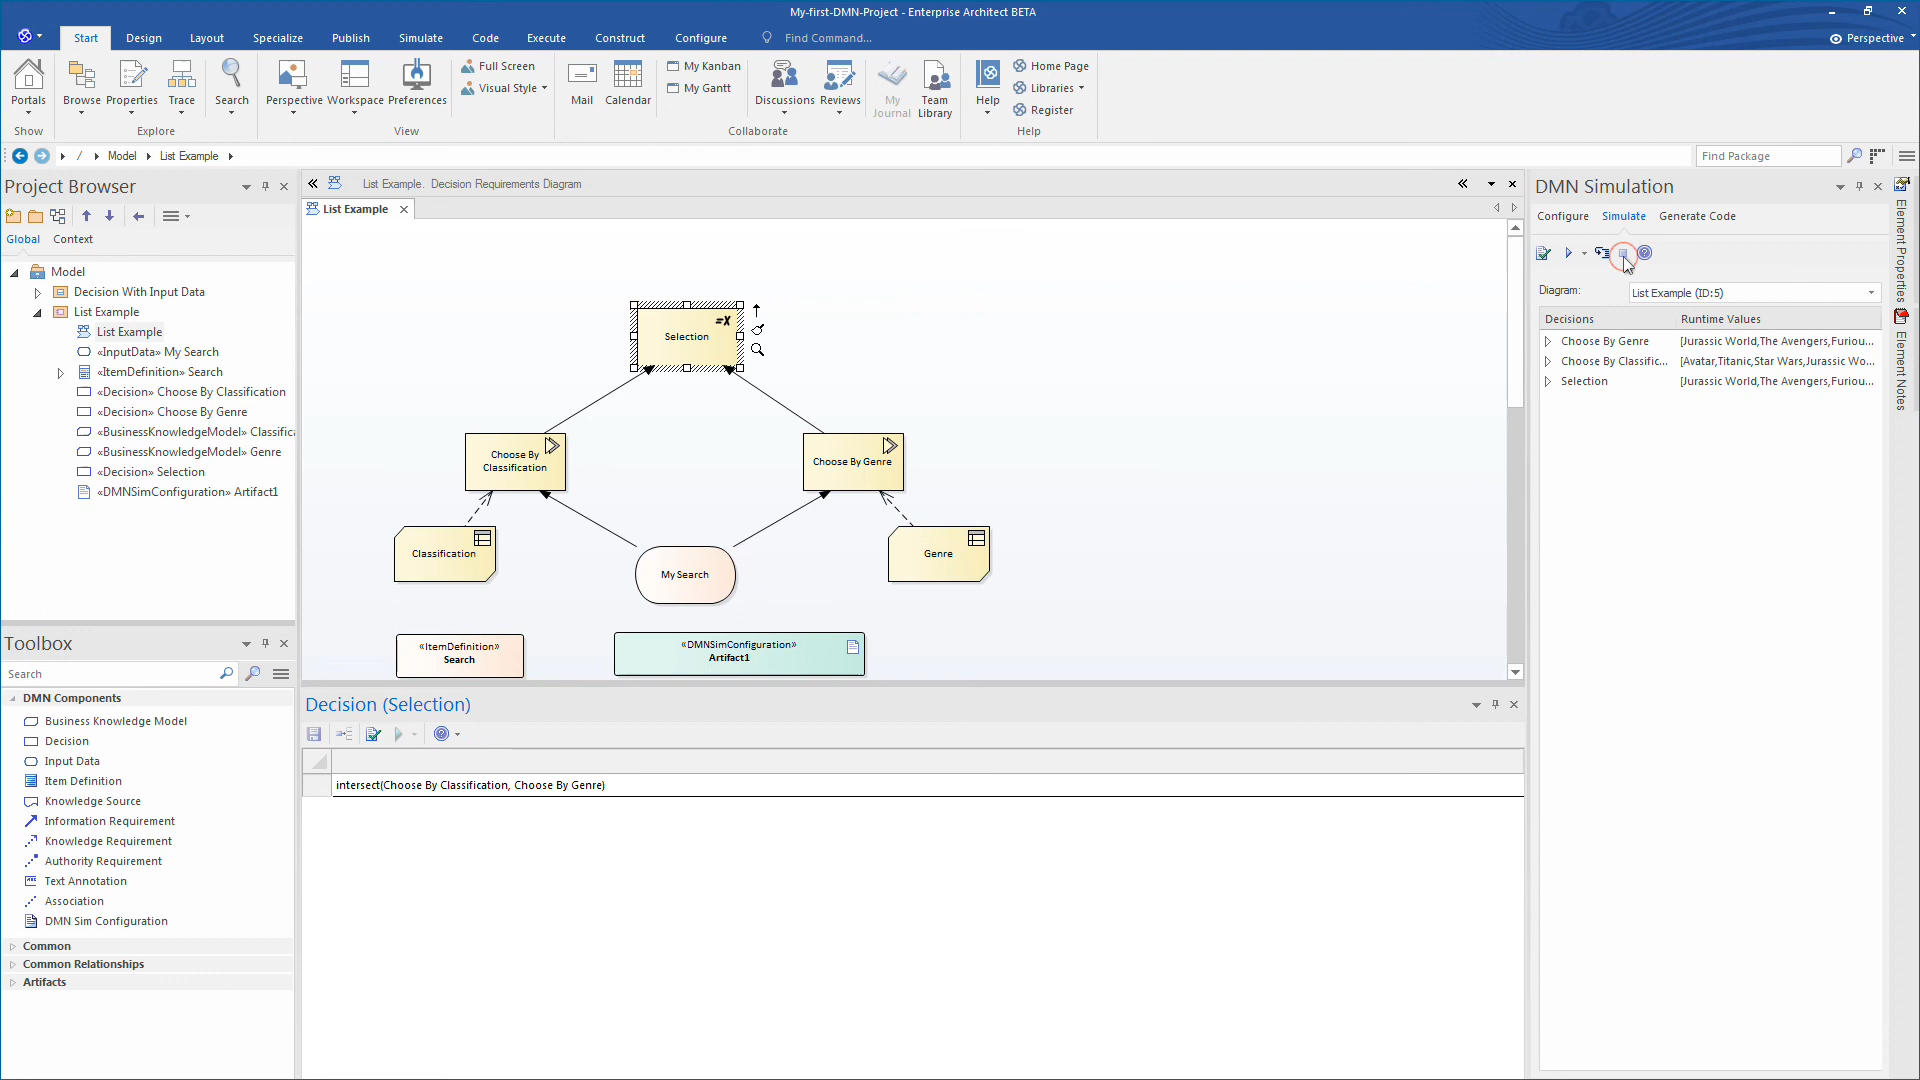 My-first-DMN-Project - Enterprise Architect BETA
Start
Design
Layout
Specialize
Publish
Simulate
Code
Execute
Construct
Configure
Find Command...
Perspective
Portals
Browse
Properties
Trace
Search
Perspective
Workspace
Preferences
Full Screen
Visual Style
Mail
Calendar
My Kanban
My Gantt
Discussions
Reviews
My Journal
Team Library
Help
Home Page
Libraries
Register
Show
Explore
View
Collaborate
Help
/ Model List Example
Find Package
Project Browser
Global
Context
Model
Decision With Input Data
List Example
List Example
«InputData» My Search
«ItemDefinition» Search
«Decision» Choose By Classification
«Decision» Choose By Genre
«BusinessKnowledgeModel» Classifica
«BusinessKnowledgeModel» Genre
«Decision» Selection
«DMNSimConfiguration» Artifact1
Toolbox
Search
DMN Components
Business Knowledge Model
Decision
Input Data
Item Definition
Knowledge Source
Information Requirement
Knowledge Requirement
Authority Requirement
Text Annotation
Association
DMN Sim Configuration
Common
Common Relationships
Artifacts
List Example. Decision Requirements Diagram
List Example
=X
Selection
Choose By
Classification
Choose By Genre
Classification
My Search
Genre
«ItemDefinition»
Search
«DMNSimConfiguration»
Artifact1
Decision (Selection)
intersect(Choose By Classification, Choose By Genre)
DMN Simulation
Configure
Simulate
Generate Code
Diagram:
List Example (ID:5)
Decisions
Runtime Values
Choose By Genre
[Jurassic World,The Avengers,Furiou...
Choose By Classific...
[Avatar,Titanic,Star Wars,Jurassic Wo...
Selection
[Jurassic World,The Avengers,Furiou...
Element Properties
Element Notes